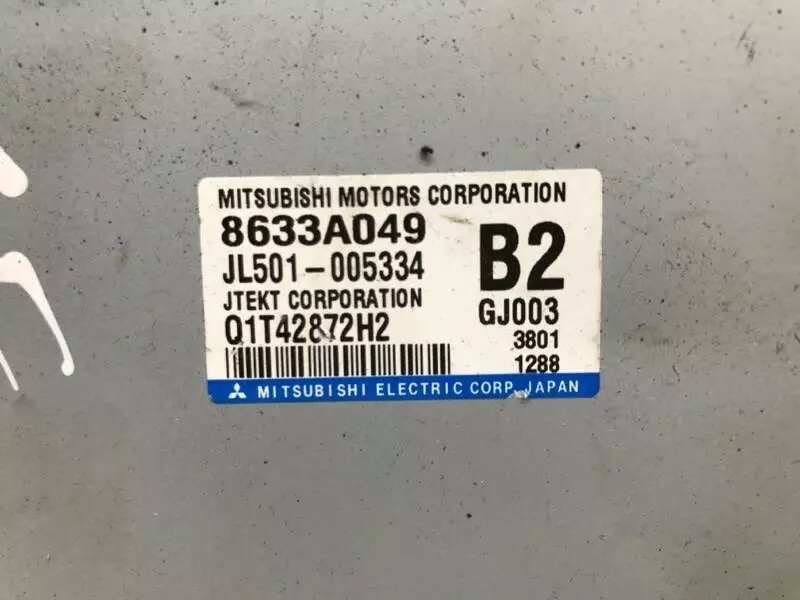 MITSUBISHI MOTORS CORPORATION
8633A049
JL501-005334
JTEKT CORPORATION
Q1T42872H2
B2
GJ003
3801
1288
MITSUBISHI ELECTRIC CORP. JAPAN